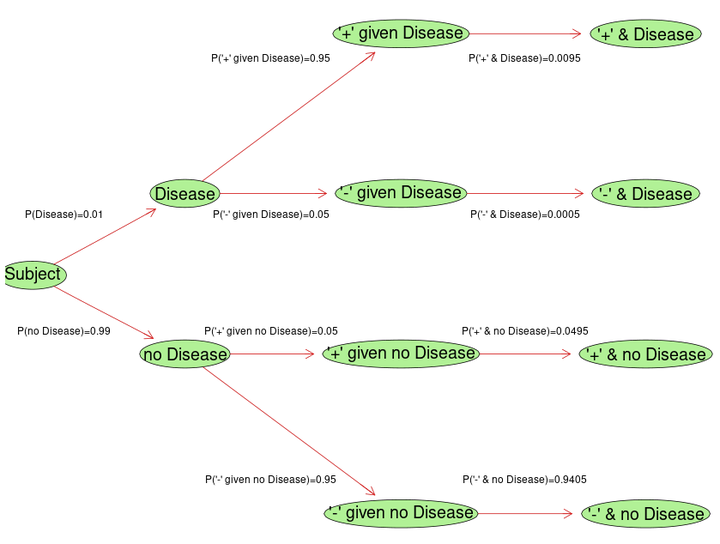 '+' given Disease
'+' & Disease
P('+' given Disease)=0.95
P('+' & Disease)=0.0095
Disease
'-' given Disease
'-' & Disease
P(Disease)=0.01
P('-' given Disease)=0.05
P('-' & Disease)=0.0005
Subject
P(no Disease)=0.99
P('+' given no Disease)=0.05
P('+' & no Disease)=0.0495
no Disease
'+' given no Disease
'+' & no Disease
P('-' given no Disease)=0.95
P('-' & no Disease)=0.9405
'-' given no Disease
'-' & no Disease